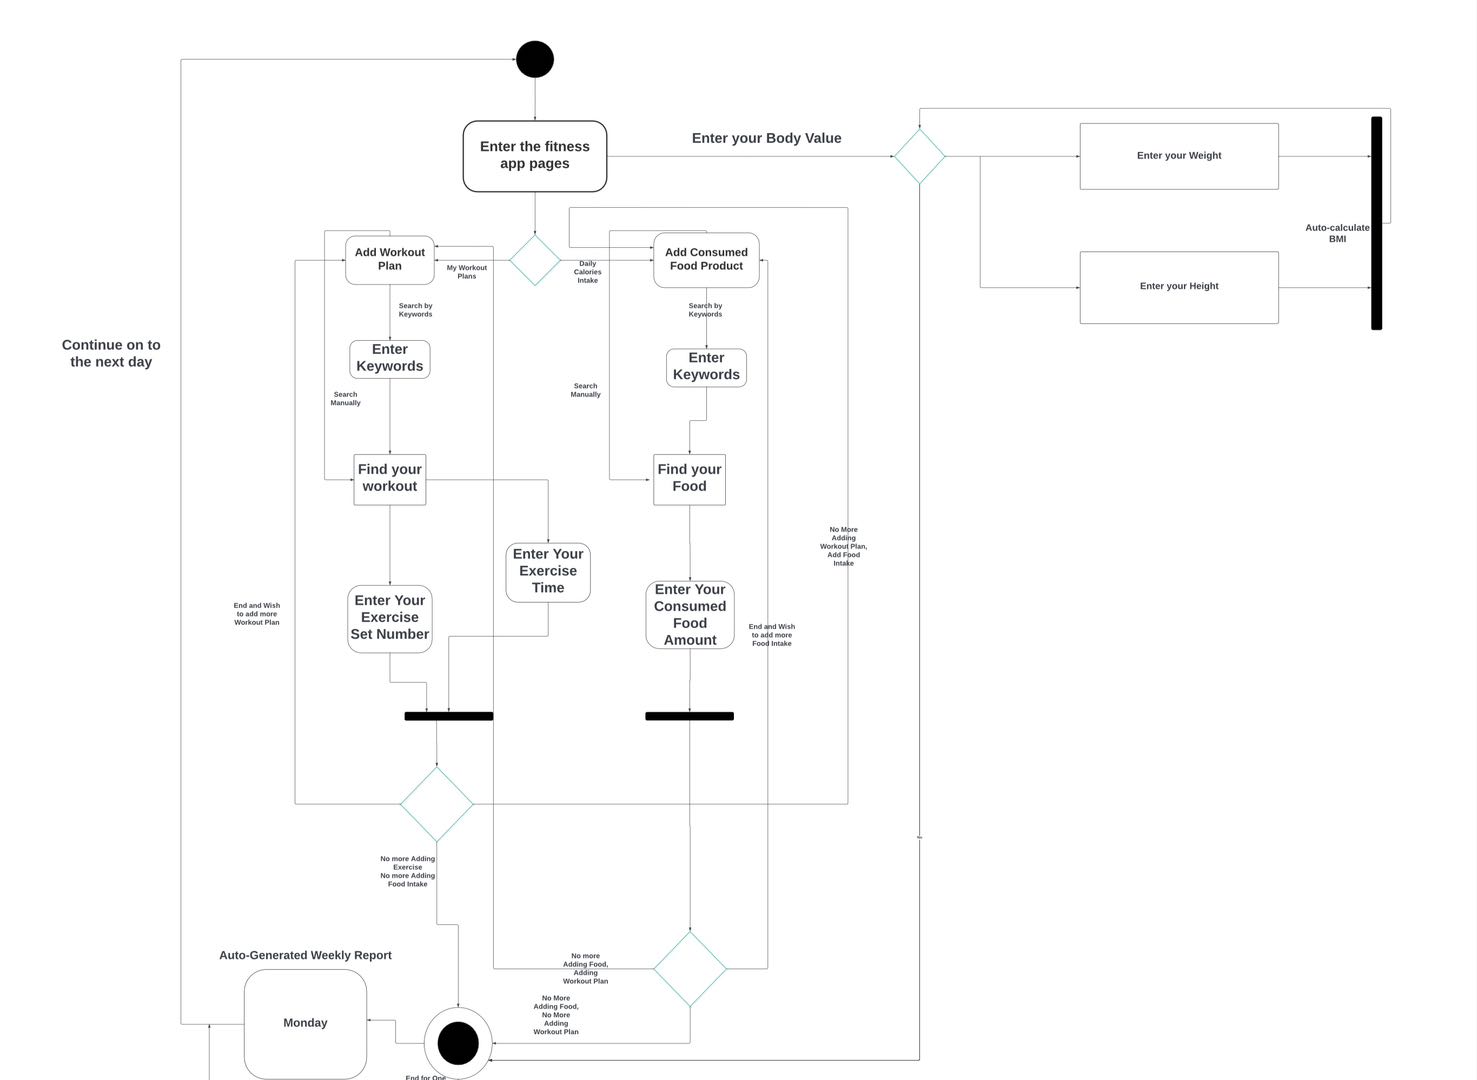 Enter the fitness
app pages
Enter your Body Value
Enter your Weight
Auto-calculate
BMI
Enter your Height
Add Workout
Plan
My Workout
Plans
Daily
Calories
Intake
Add Consumed
Food Product
Search by
Keywords
Search by
Keywords
Continue on to
the next day
Enter
Keywords
Enter
Keywords
Search
Manually
Search
Manually
Find your
workout
Find your
Food
No More
Adding
Workout Plan,
Add Food
Intake
Enter Your
Exercise
Time
Enter Your
Exercise
Set Number
Enter Your
Consumed
Food
Amount
End and Wish
to add more
Workout Plan
End and Wish
to add more
Food Intake
No more Adding
Exercise
No more Adding
Food Intake
Auto-Generated Weekly Report
Monday
No more
Adding Food,
Adding
Workout Plan
No More
Adding Food,
No More
Adding
Workout Plan
End for One